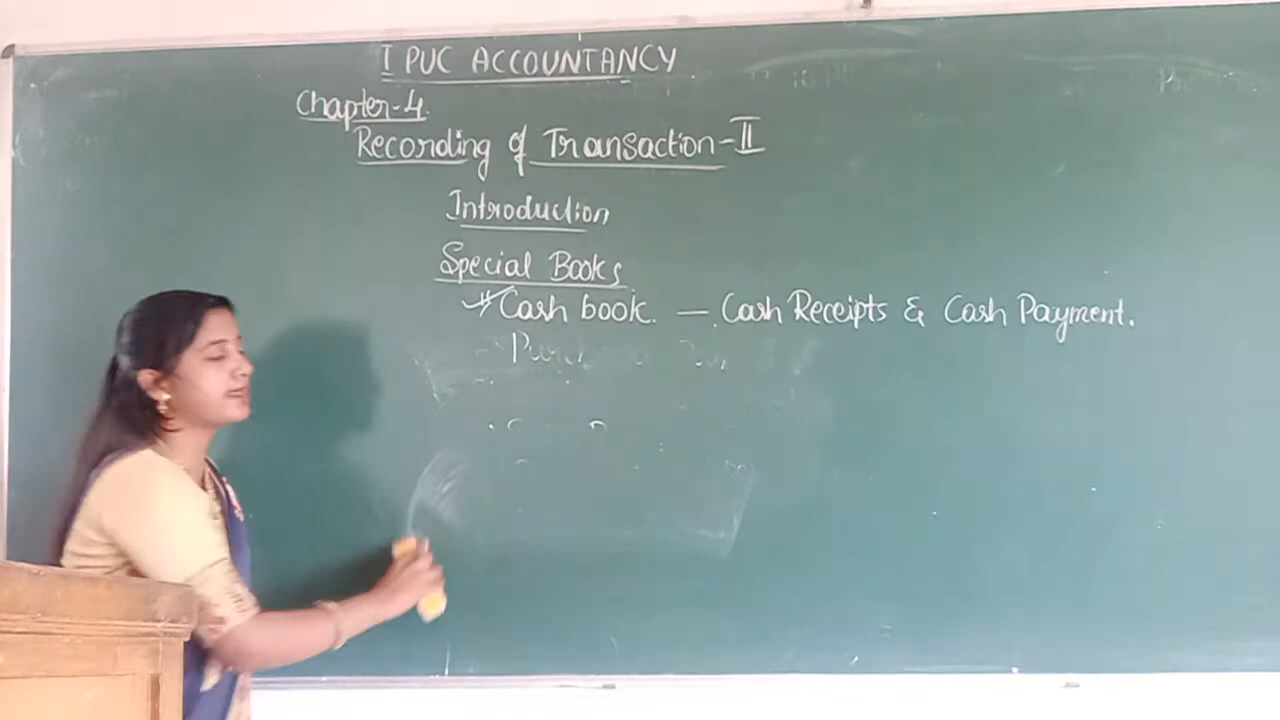 I PUC ACCOUNTANCY
Chapter-4.
Recording of Transaction-II
Introduction
Special Books
* Cash book. — Cash Receipts & Cash Payment.